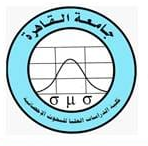 جامعة القاهرة
σ μ σ
كلية الدراسات العليا للبحوث الإحصائية